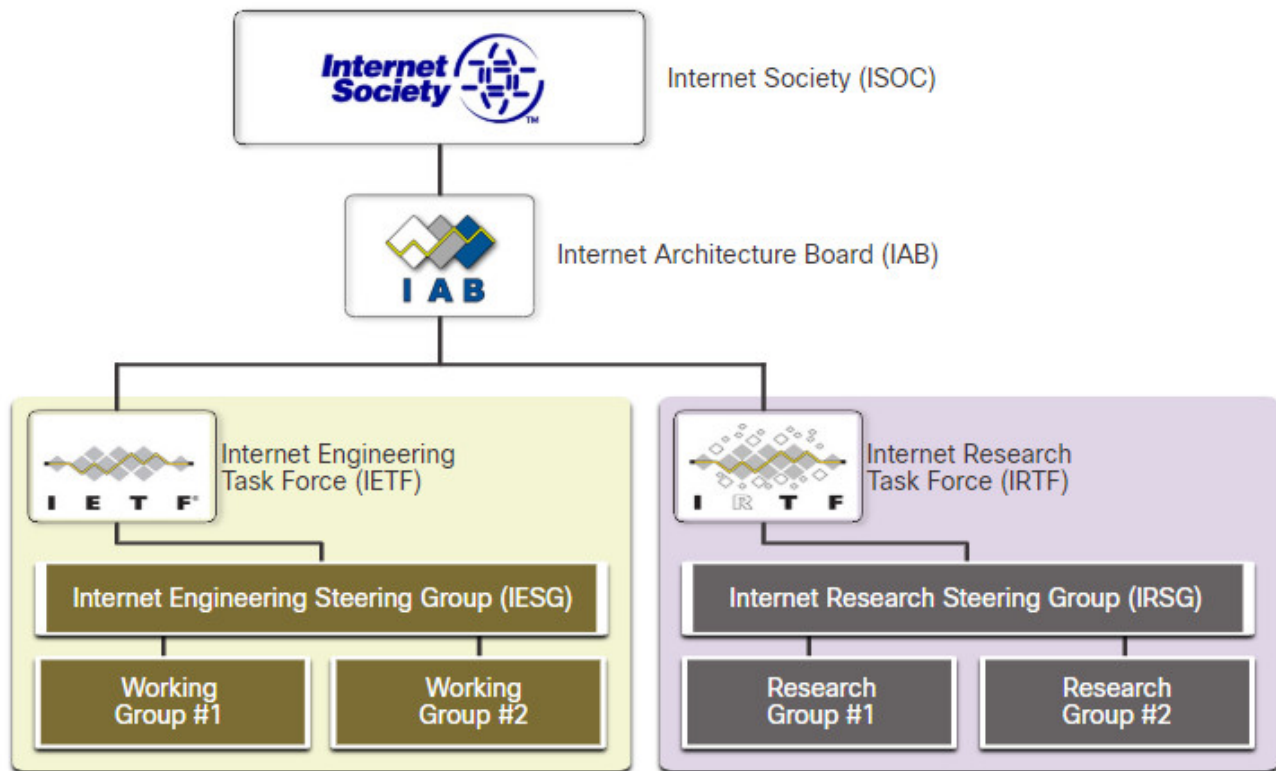 Internet
Society
TM
Internet Society (ISOC)
IAB
Internet Architecture Board (IAB)
IETF®
Internet Engineering
Task Force (IETF)
Internet Engineering Steering Group (IESG)
Working
Group #1
Working
Group #2
IRTF
Internet Research
Task Force (IRTF)
Internet Research Steering Group (IRSG)
Research
Group #1
Research
Group #2